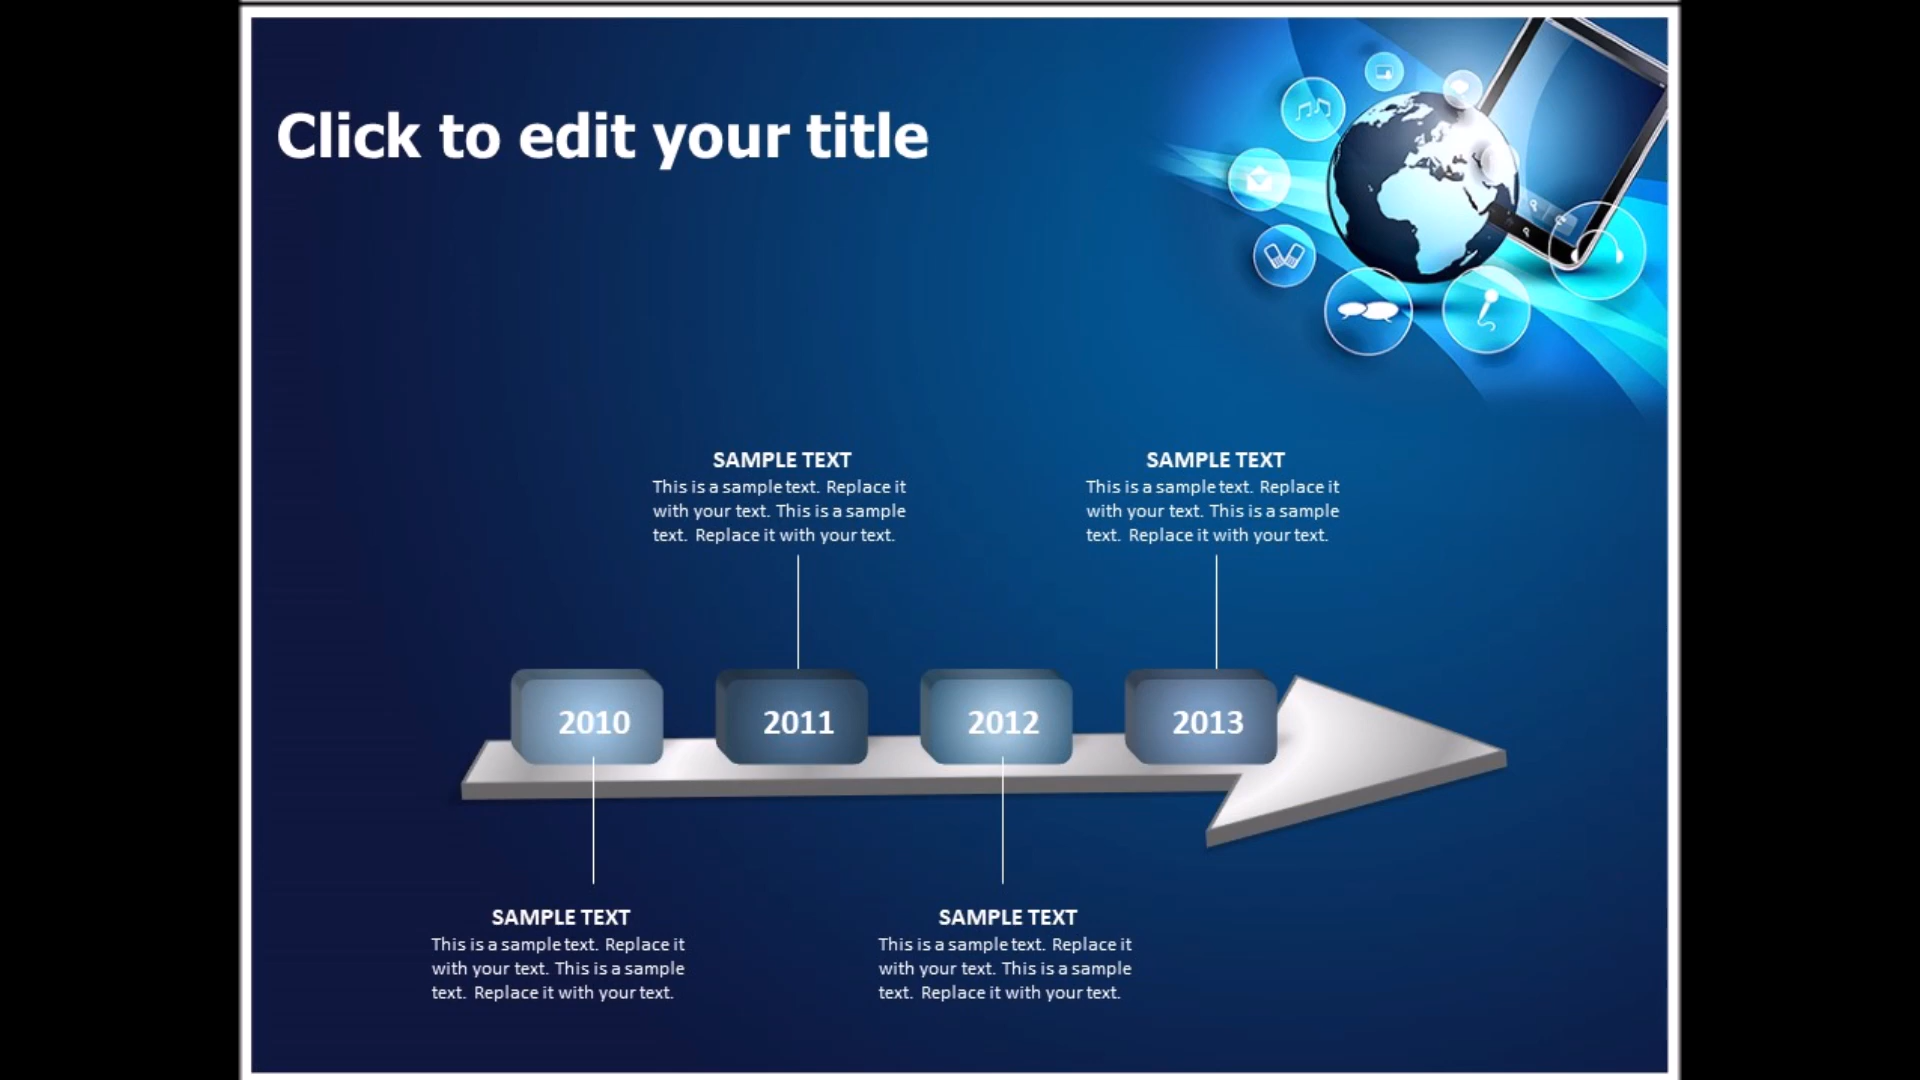 Click to edit your title
SAMPLE TEXT
This is a sample text. Replace it
with your text. This is a sample
text. Replace it with your text.
SAMPLE TEXT
This is a sample text. Replace it
with your text. This is a sample
text. Replace it with your text.
2010
2011
2012
2013
SAMPLE TEXT
This is a sample text. Replace it
with your text. This is a sample
text. Replace it with your text.
SAMPLE TEXT
This is a sample text. Replace it
with your text. This is a sample
text. Replace it with your text.